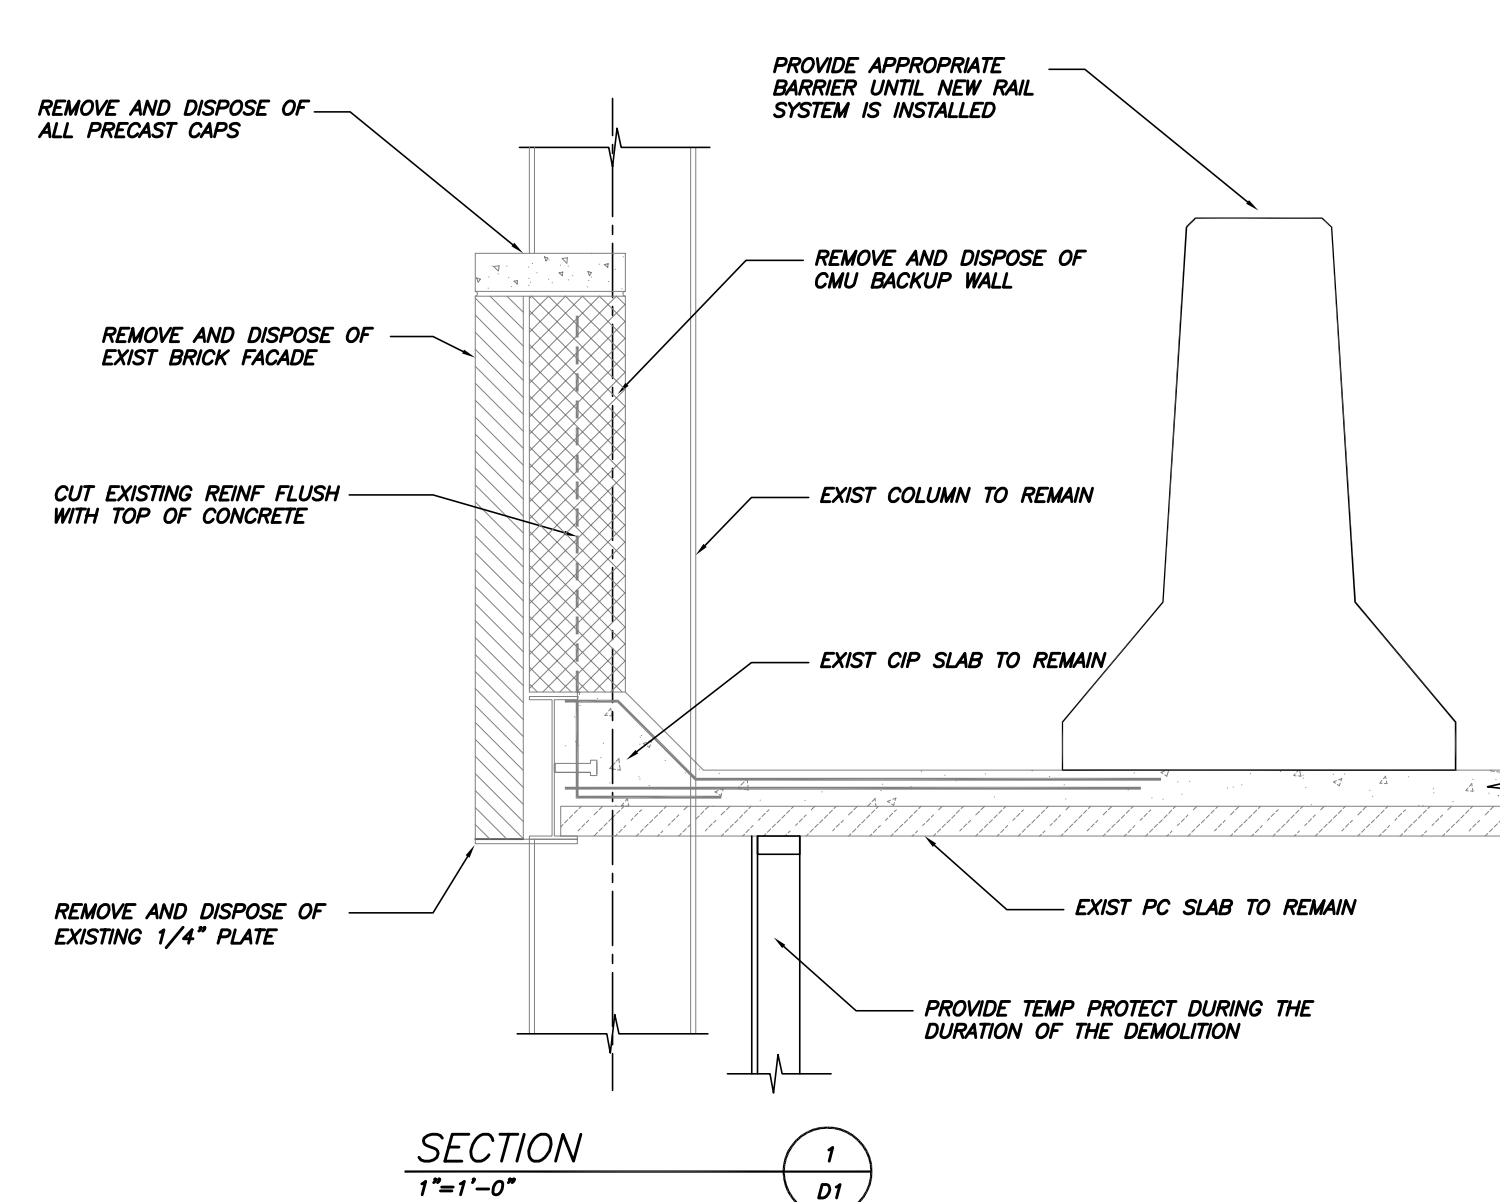 PROVIDE APPROPRIATE
BARRIER UNTIL NEW RAIL
SYSTEM IS INSTALLED
REMOVE AND DISPOSE OF
ALL PRECAST CAPS
REMOVE AND DISPOSE OF
CMU BACKUP WALL
REMOVE AND DISPOSE OF
EXIST BRICK FACADE
CUT EXISTING REINF FLUSH
WITH TOP OF CONCRETE
EXIST COLUMN TO REMAIN
EXIST CIP SLAB TO REMAIN
REMOVE AND DISPOSE OF
EXISTING 1/4" PLATE
EXIST PC SLAB TO REMAIN
PROVIDE TEMP PROTECT DURING THE
DURATION OF THE DEMOLITION
SECTION
1"=1'-0"
1
D1